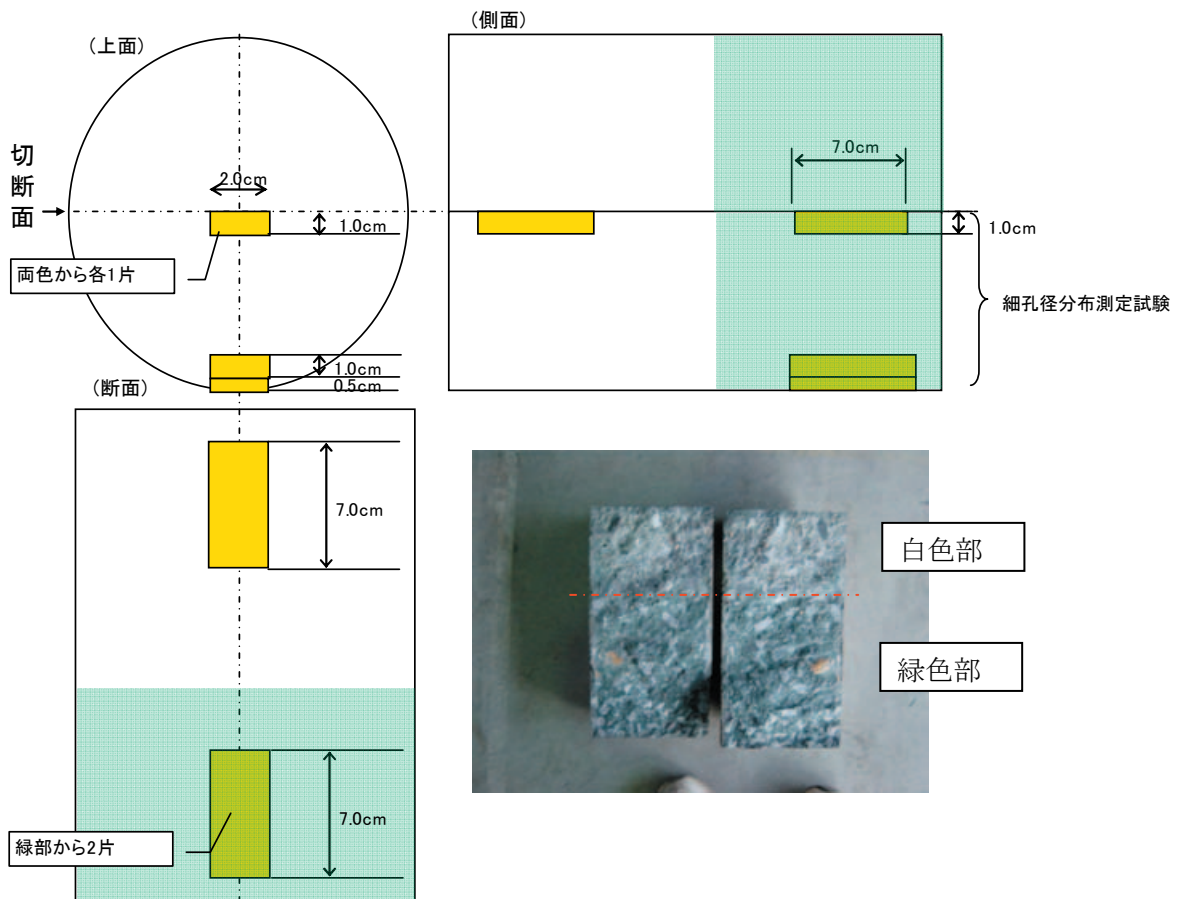 (上面)
(側面)
切断面
2.0cm
1.0cm
両色から各1片
7.0cm
1.0cm
細孔径分布測定試験
1.0cm
0.5cm
(断面)
7.0cm
白色部
緑色部
7.0cm
緑部から2片